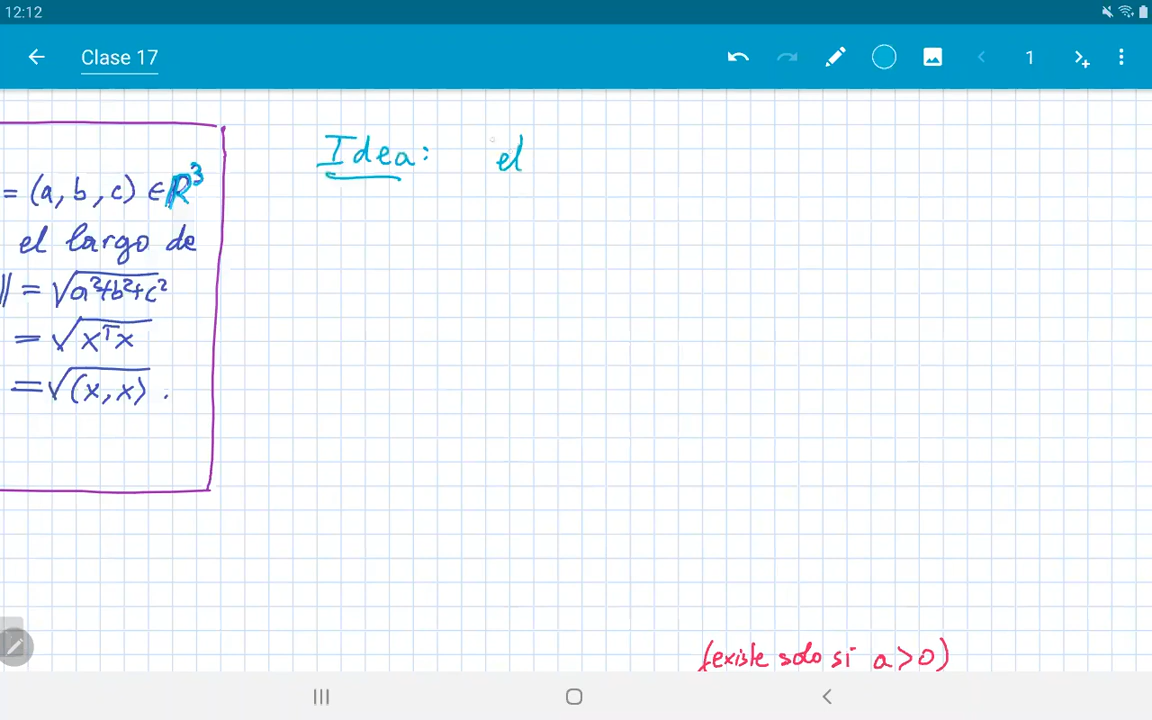 12:12
Clase 17
1
Idea: el
= (a, b, c) ∈ ℝ³
el largo de
‖ = √a²+b²+c²
= √xᵀx
= √(x, x) .
(existe solo si a > 0)